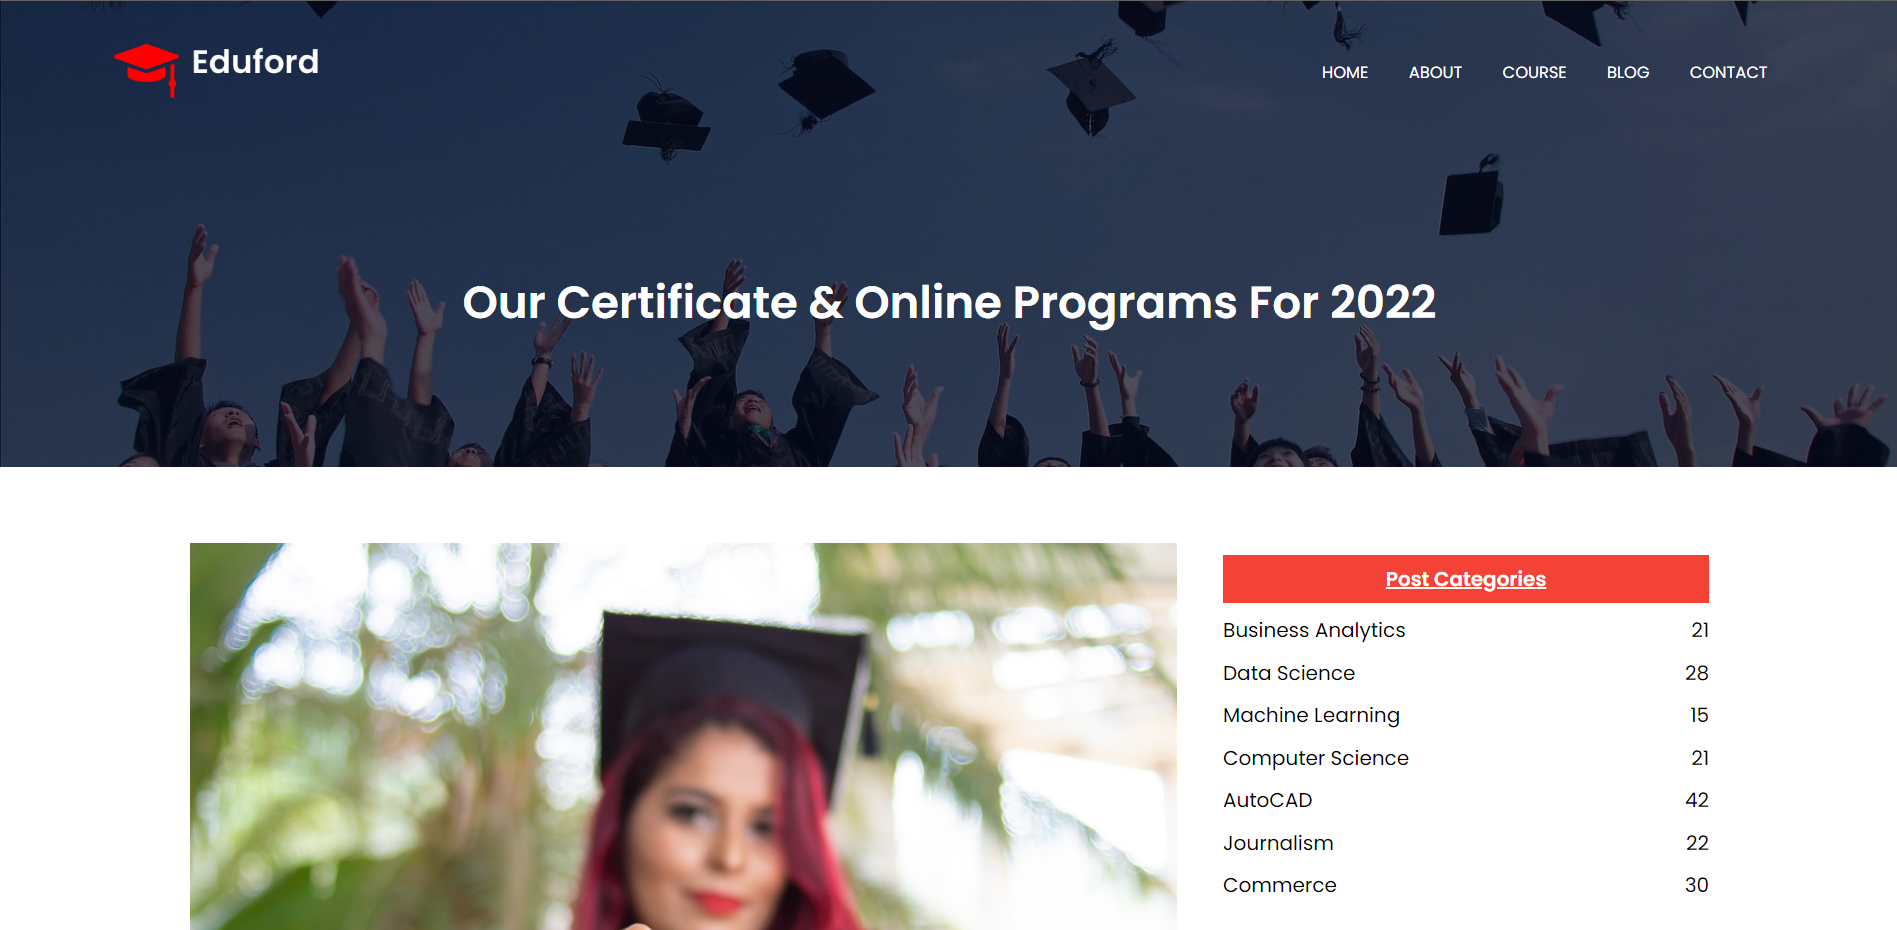 Eduford
HOME ABOUT COURSE BLOG CONTACT
Our Certificate & Online Programs For 2022
Post Categories
Business Analytics 21
Data Science 28
Machine Learning 15
Computer Science 21
AutoCAD 42
Journalism 22
Commerce 30